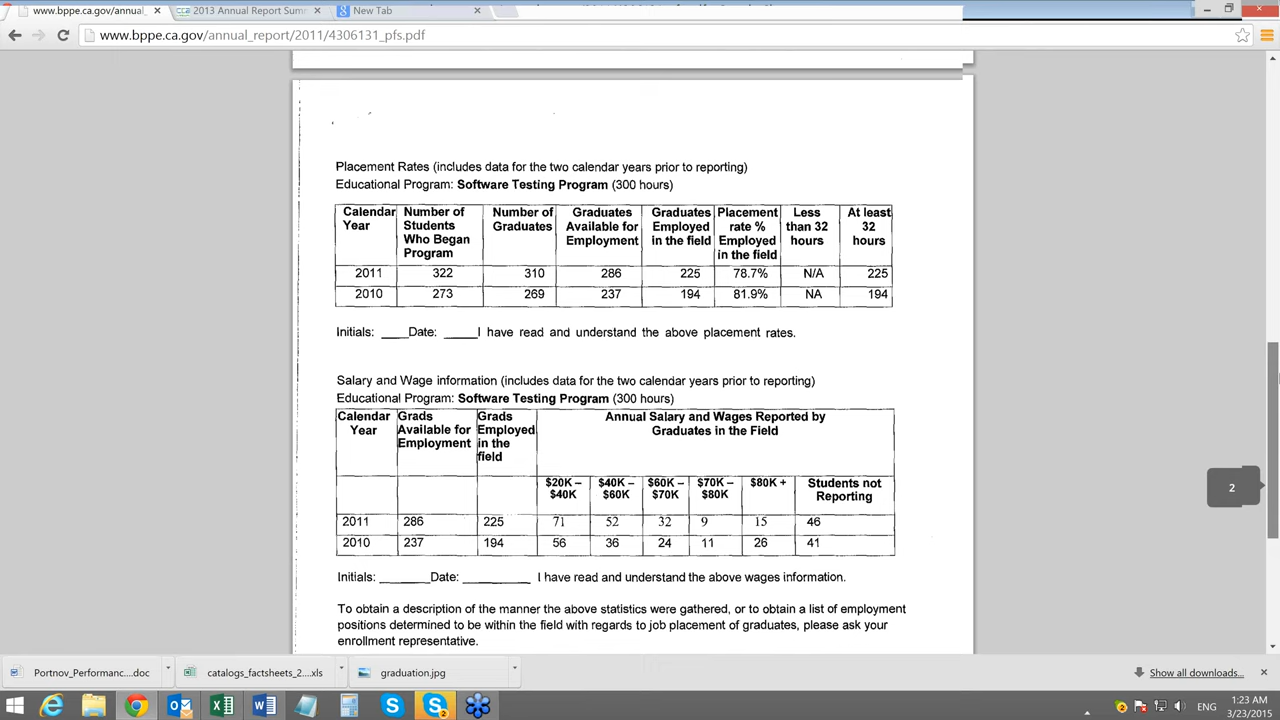 www.bppe.ca.gov/annual
2013 Annual Report Summ
New Tab
www.bppe.ca.gov/annual_report/2011/4306131_pfs.pdf
Placement Rates (includes data for the two calendar years prior to reporting)
Educational Program: Software Testing Program (300 hours)
Calendar Year Number of Students Who Began Program Number of Graduates Graduates Available for Employment Graduates Employed in the field Placement rate % Employed in the field Less than 32 hours At least 32 hours
2011 322 310 286 225 78.7% N/A 225
2010 273 269 237 194 81.9% NA 194
Initials: ____Date: _____I have read and understand the above placement rates.
Salary and Wage information (includes data for the two calendar years prior to reporting)
Educational Program: Software Testing Program (300 hours)
Calendar Year Grads Available for Employment Grads Employed in the field Annual Salary and Wages Reported by Graduates in the Field
$20K – $40K $40K – $60K $60K – $70K $70K – $80K $80K + Students not Reporting
2011 286 225 71 52 32 9 15 46
2010 237 194 56 36 24 11 26 41
Initials: _______Date: _________ I have read and understand the above wages information.
To obtain a description of the manner the above statistics were gathered, or to obtain a list of employment
positions determined to be within the field with regards to job placement of graduates, please ask your
enrollment representative.
2
Portnov_Performanc....doc
catalogs_factsheets_2....xls
graduation.jpg
Show all downloads...
ENG
1:23 AM
3/23/2015